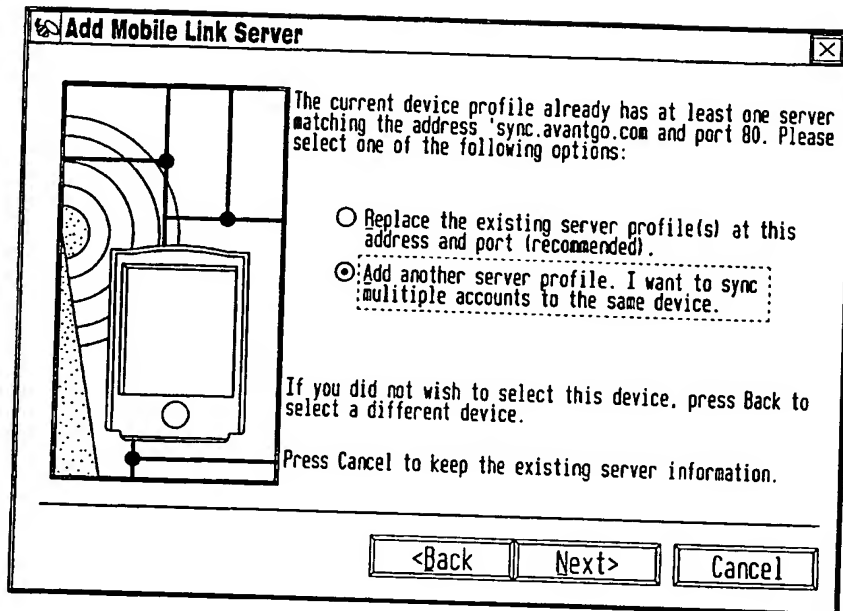 Add Mobile Link Server
The current device profile already has at least one server
matching the address 'sync.avantgo.com and port 80. Please
select one of the following options:
Replace the existing server profile(s) at this
address and port (recommended).
Add another server profile. I want to sync
mulitiple accounts to the same device.
If you did not wish to select this device, press Back to
select a different device.
Press Cancel to keep the existing server information.
<Back
Next>
Cancel